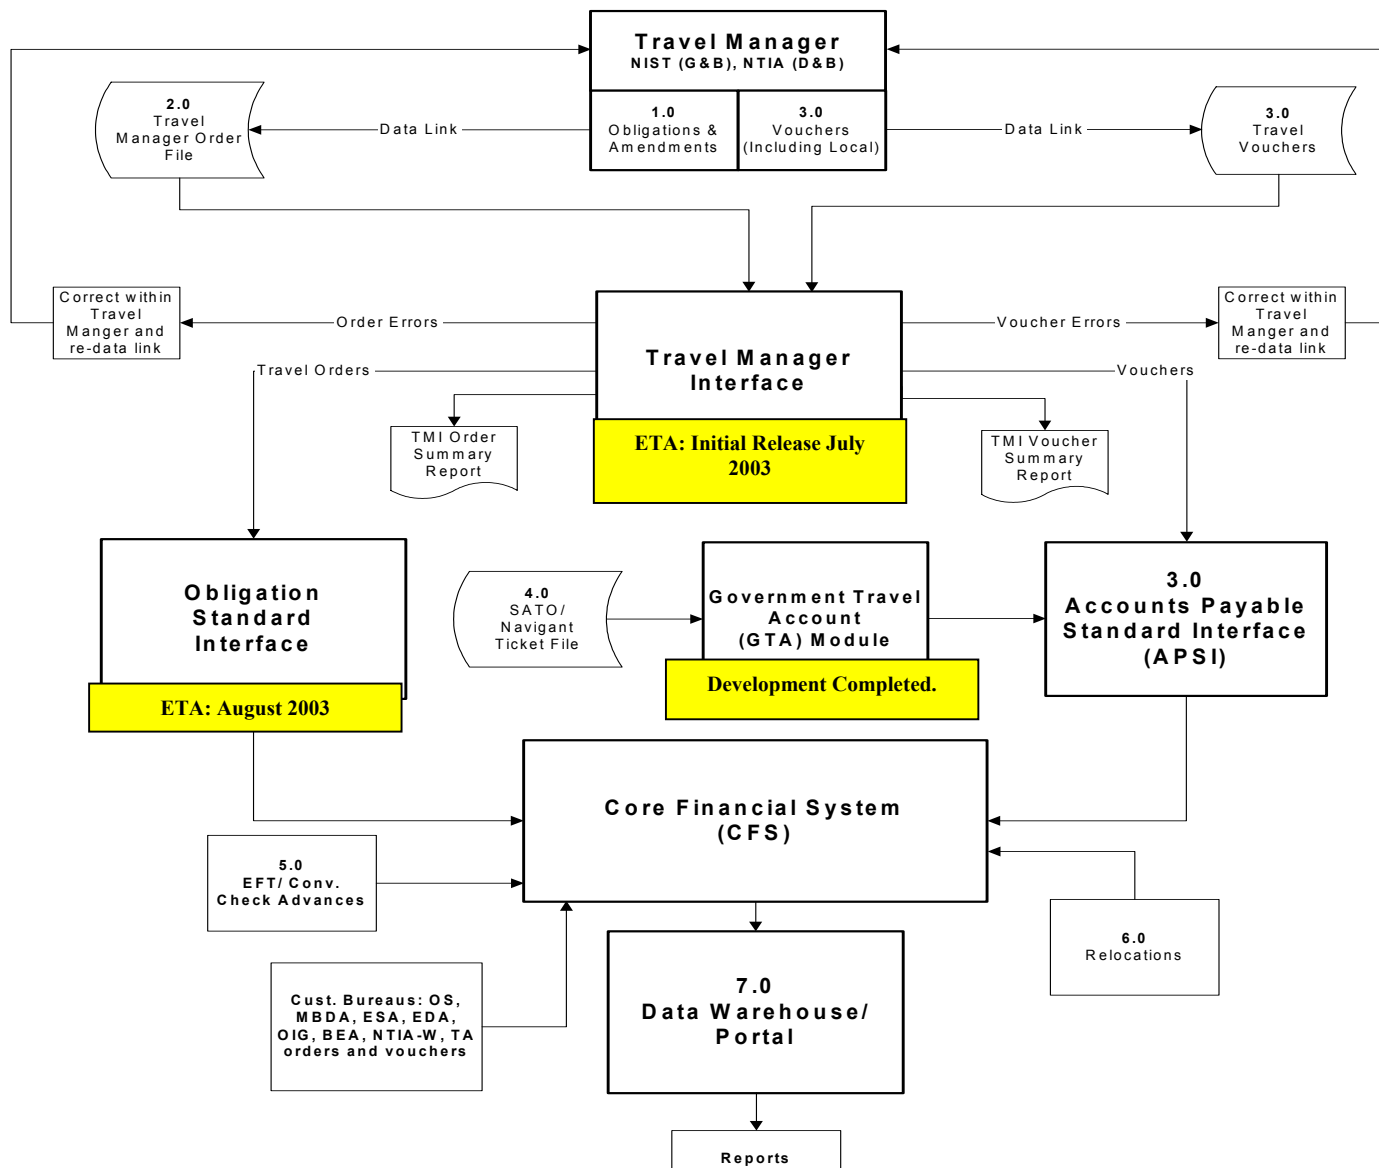 Travel Manager
NIST (G&B), NTIA (D&B)
2.0
Travel
Manager Order
File
Data Link
1.0
Obligations &
Amendments
3.0
Vouchers
(Including Local)
Data Link
3.0
Travel
Vouchers
Correct within
Travel
Manger and
re-data link
Order Errors
Travel Manager
Interface
Voucher Errors
Correct within
Travel
Manger and
re-data link
Travel Orders
Vouchers
TMI Order
Summary
Report
ETA: Initial Release July
2003
TMI Voucher
Summary
Report
Obligation
Standard
Interface
ETA: August 2003
4.0
SATO/
Navigant
Ticket File
Government Travel
Account
(GTA) Module
Development Completed.
3.0
Accounts Payable
Standard Interface
(APSI)
Core Financial System
(CFS)
5.0
EFT/ Conv.
Check Advances
6.0
Relocations
Cust. Bureaus: OS,
MBDA, ESA, EDA,
OIG, BEA, NTIA-W, TA
orders and vouchers
7.0
Data Warehouse/
Portal
Reports